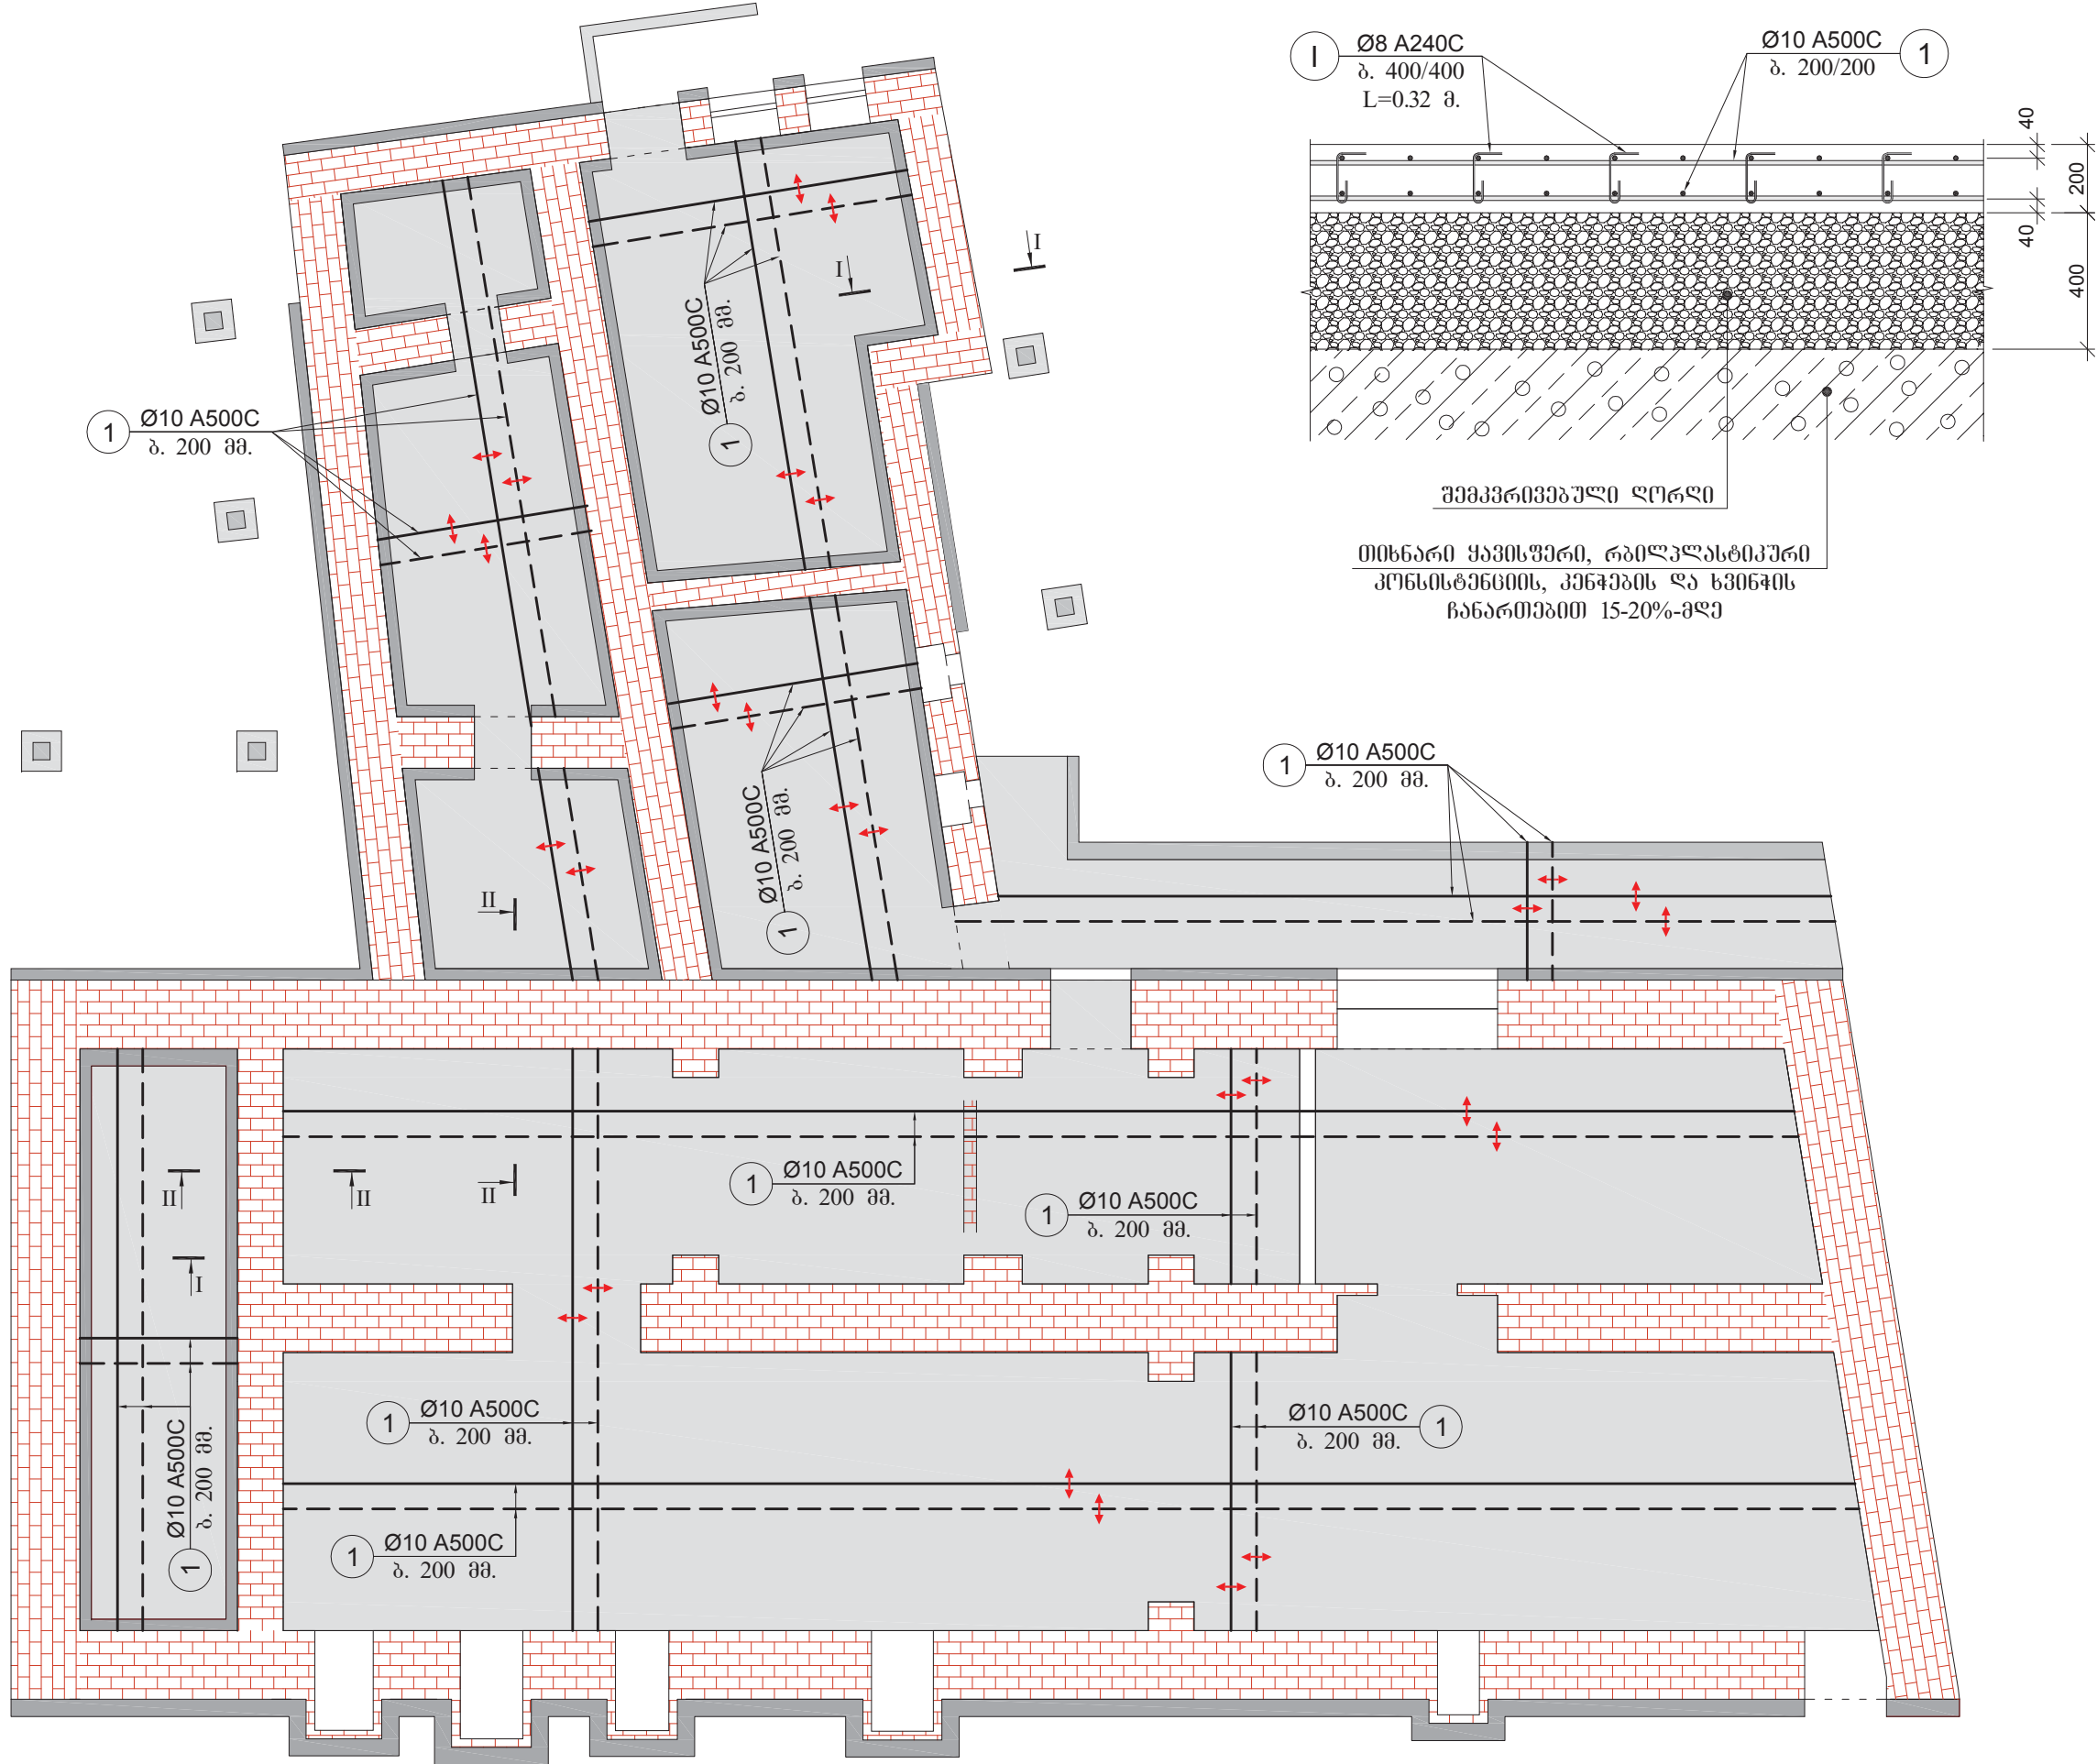 I
Ø8 A240C
ბ. 400/400
L=0.32 მ.
Ø10 A500C
ბ. 200/200
1
40
200
40
400
შემკვრივებული ღორღი
თიხნარი ყავისფერი, რბილპლასტიკური
კონსისტენციის, კენჭების და ხვინჭის
ჩანართებით 15-20%-მდე
I
I
Ø10 A500C
ბ. 200 მმ.
1
1
Ø10 A500C
ბ. 200 მმ.
Ø10 A500C
ბ. 200 მმ.
1
1
Ø10 A500C
ბ. 200 მმ.
II
II
II
II
I
1
Ø10 A500C
ბ. 200 მმ.
1
Ø10 A500C
ბ. 200 მმ.
1
Ø10 A500C
ბ. 200 მმ.
Ø10 A500C
ბ. 200 მმ.
1
Ø10 A500C
ბ. 200 მმ.
1
1
Ø10 A500C
ბ. 200 მმ.